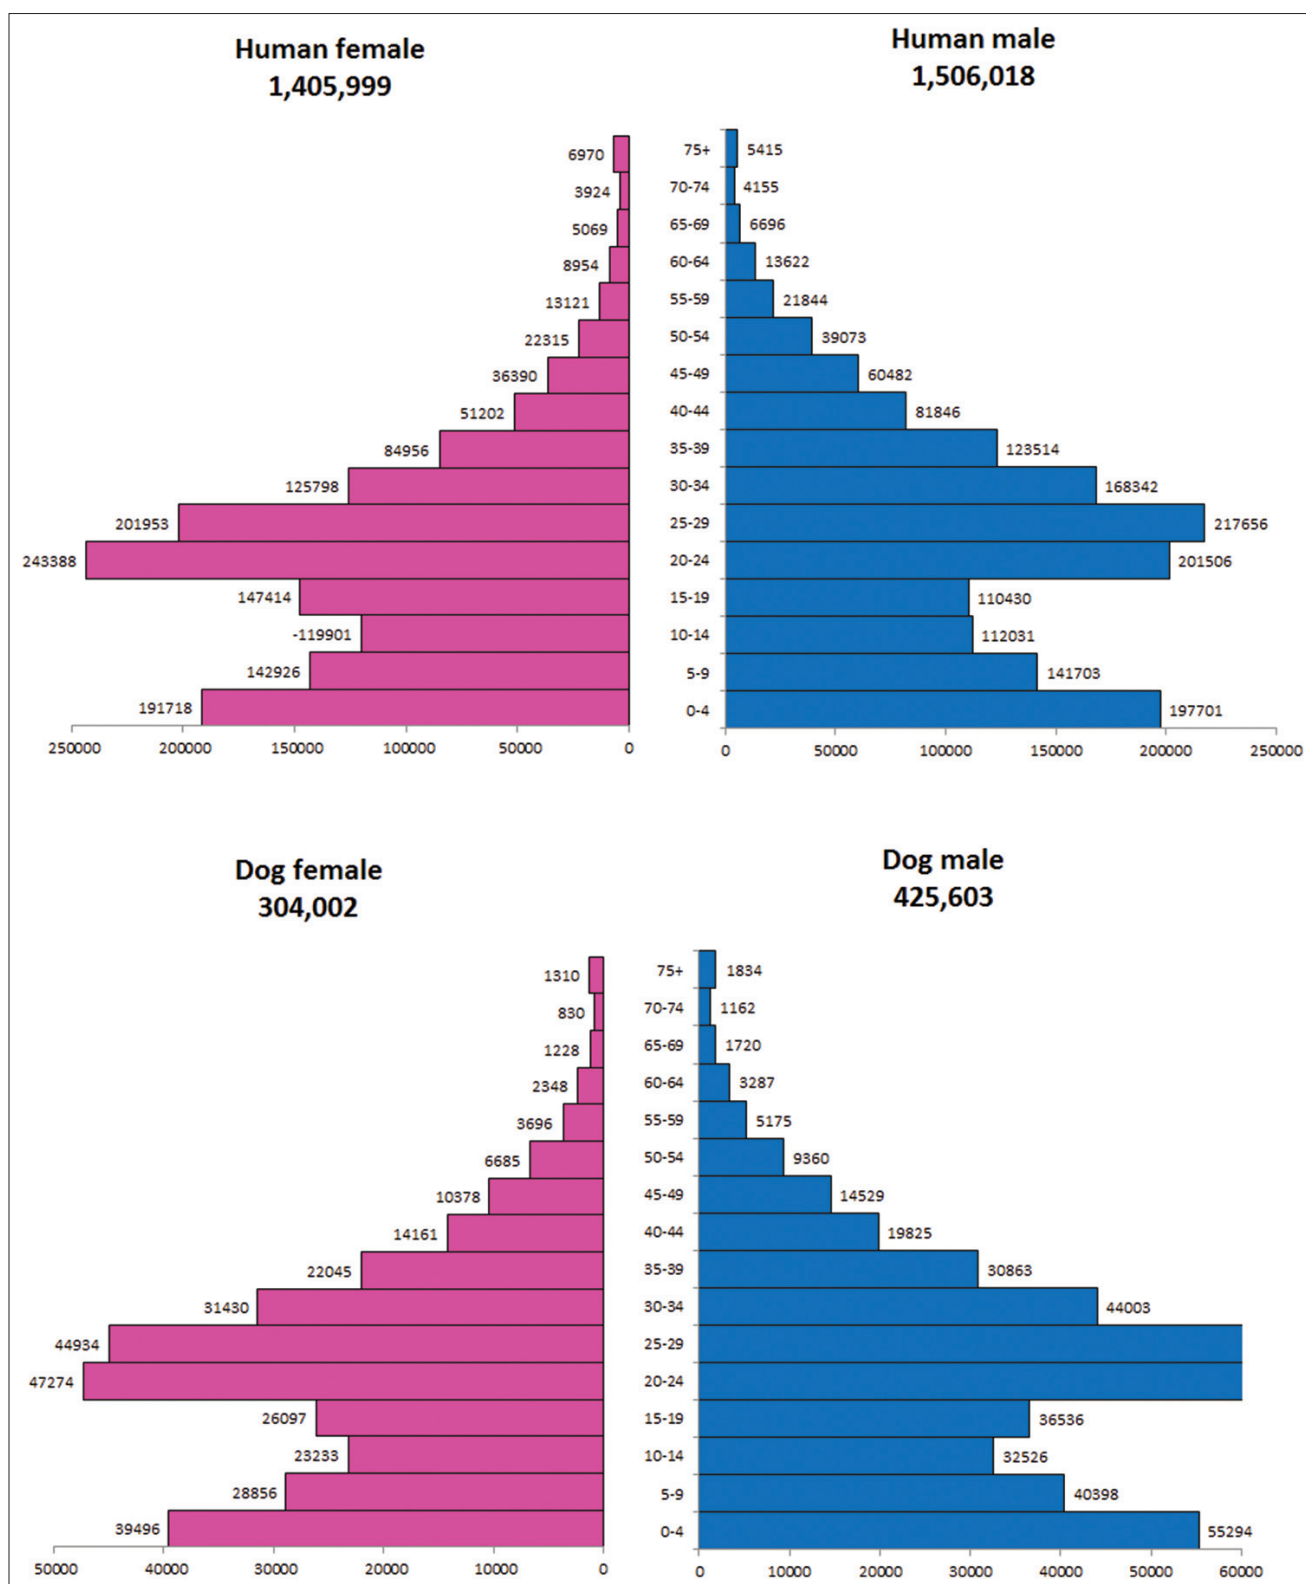 Human female
1,405,999
Human male
1,506,018
6970 75+ 5415
3924 70-74 4155
5069 65-69 6696
8954 60-64 13622
13121 55-59 21844
22315 50-54 39073
36390 45-49 60482
51202 40-44 81846
84956 35-39 123514
125798 30-34 168342
201953 25-29 217656
243388 20-24 201506
147414 15-19 110430
-119901 10-14 112031
142926 5-9 141703
191718 0-4 197701
250000 200000 150000 100000 50000 0 0 50000 100000 150000 200000 250000
Dog female
304,002
Dog male
425,603
1310 75+ 1834
830 70-74 1162
1228 65-69 1720
2348 60-64 3287
3696 55-59 5175
6685 50-54 9360
10378 45-49 14529
14161 40-44 19825
22045 35-39 30863
31430 30-34 44003
44934 25-29
47274 20-24
26097 15-19 36536
23233 10-14 32526
28856 5-9 40398
39496 0-4 55294
50000 40000 30000 20000 10000 0 0 10000 20000 30000 40000 50000 60000